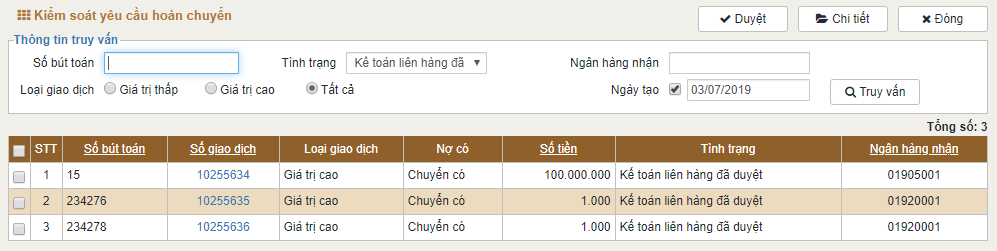 Kiểm soát yêu cầu hoàn chuyển
Duyệt Chi tiết Đóng
Thông tin truy vấn
Số bút toán Tình trạng Kế toán liên hàng đã Ngân hàng nhận
Loại giao dịch Giá trị thấp Giá trị cao Tất cả Ngày tạo 03/07/2019 Truy vấn
Tổng số: 3
STT Số bút toán Số giao dịch Loại giao dịch Nợ có Số tiền Tình trạng Ngân hàng nhận
1 15 10255634 Giá trị cao Chuyển có 100.000.000 Kế toán liên hàng đã duyệt 01905001
2 234276 10255635 Giá trị cao Chuyển có 1.000 Kế toán liên hàng đã duyệt 01920001
3 234278 10255636 Giá trị cao Chuyển có 1.000 Kế toán liên hàng đã duyệt 01920001